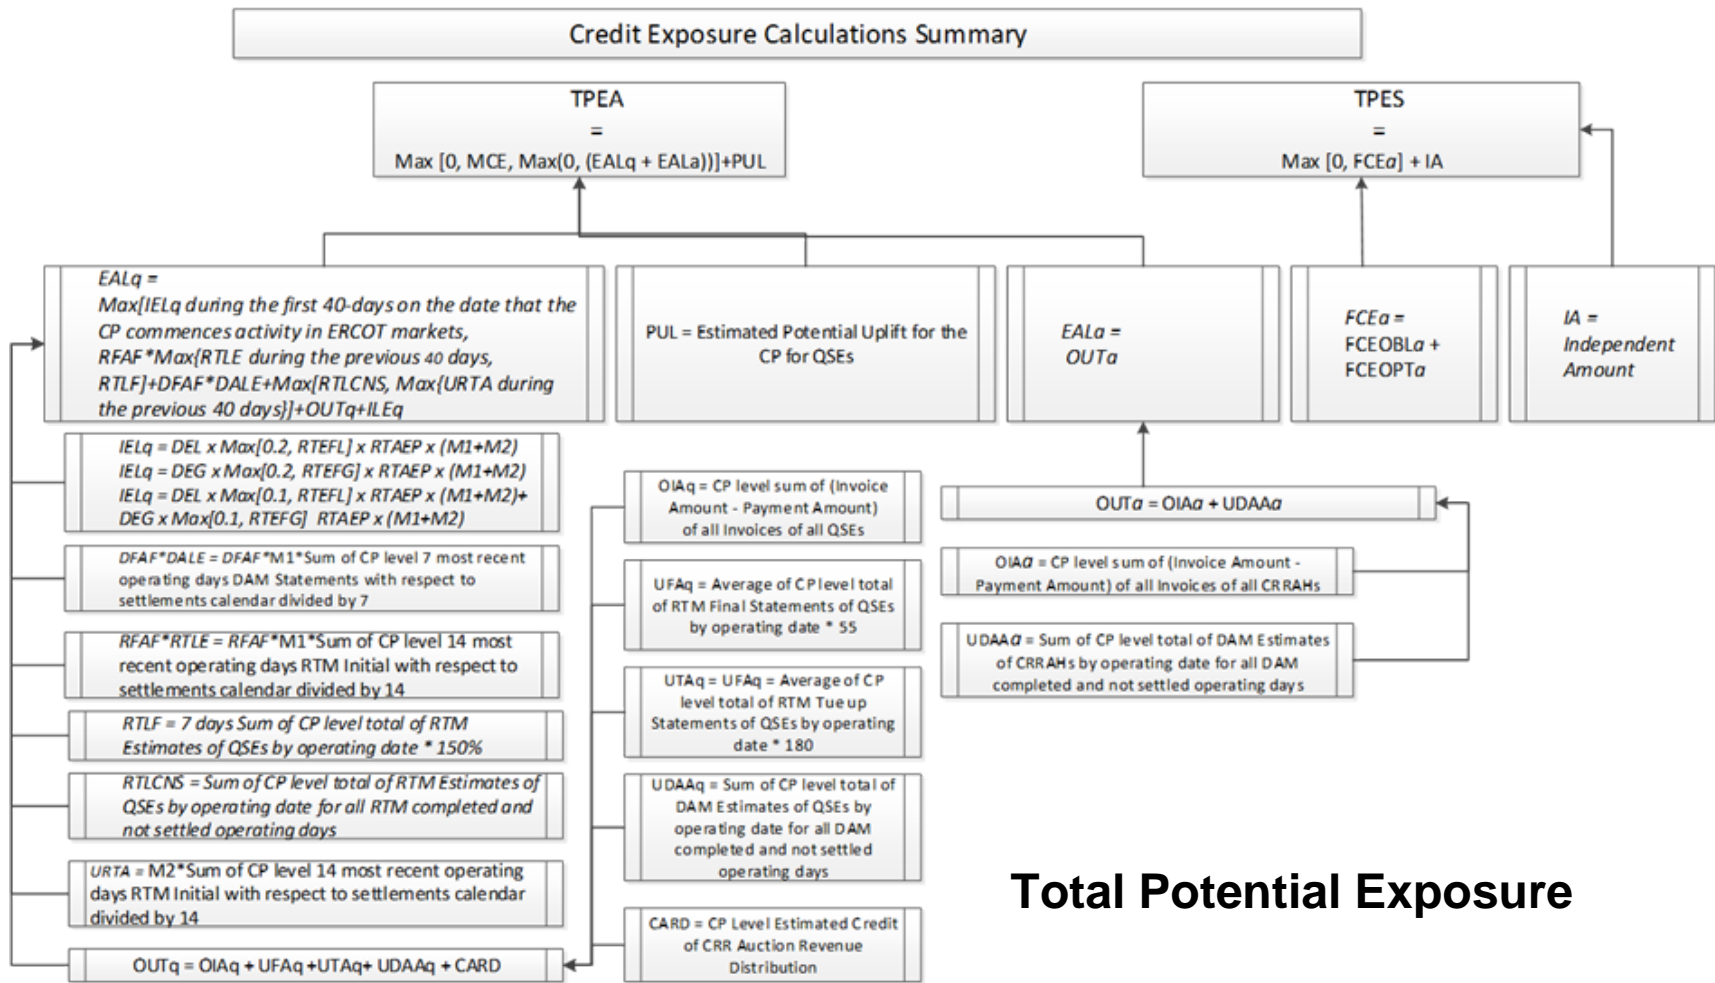 Credit Exposure Calculations Summary
TPEA
=
Max [0, MCE, Max(0, (EALq + EALa))]+PUL
TPES
=
Max [0, FCEa] + IA
EALq =
Max[IELq during the first 40-days on the date that the
CP commences activity in ERCOT markets,
RFAF*Max{RTLE during the previous 40 days,
RTLF]+DFAF*DALE+Max[RTLCNS, Max{URTA during
the previous 40 days}]+OUTq+ILEq
PUL = Estimated Potential Uplift for the
CP for QSEs
EALa =
OUTa
FCEa =
FCEOBLa +
FCEOPTa
IA =
Independent
Amount
IELq = DEL x Max[0.2, RTEFL] x RTAEP x (M1+M2)
IELq = DEG x Max[0.2, RTEFG] x RTAEP x (M1+M2)
IELq = DEL x Max[0.1, RTEFL] x RTAEP x (M1+M2)+
DEG x Max[0.1, RTEFG] RTAEP x (M1+M2)
DFAF*DALE = DFAF*M1*Sum of CP level 7 most recent
operating days DAM Statements with respect to
settlements calendar divided by 7
RFAF*RTLE = RFAF*M1*Sum of CP level 14 most
recent operating days RTM Initial with respect to
settlements calendar divided by 14
RTLF = 7 days Sum of CP level total of RTM
Estimates of QSEs by operating date * 150%
RTLCNS = Sum of CP level total of RTM Estimates of
QSEs by operating date for all RTM completed and
not settled operating days
URTA = M2*Sum of CP level 14 most recent operating
days RTM Initial with respect to settlements calendar
divided by 14
OUTq = OIAq + UFAq +UTAq+ UDAAq + CARD
OIAq = CP level sum of (Invoice
Amount - Payment Amount)
of all Invoices of all QSEs
UFAq = Average of CP level total
of RTM Final Statements of QSEs
by operating date * 55
UTAq = UFAq = Average of CP
level total of RTM Tue up
Statements of QSEs by operating
date * 180
UDAAq = Sum of CP level total of
DAM Estimates of QSEs by
operating date for all DAM
completed and not settled
operating days
CARD = CP Level Estimated Credit
of CRR Auction Revenue
Distribution
OUTa = OIAa + UDAAa
OIAa = CP level sum of (Invoice Amount -
Payment Amount) of all Invoices of all CRRAHs
UDAAa = Sum of CP level total of DAM Estimates
of CRRAHs by operating date for all DAM
completed and not settled operating days
Total Potential Exposure